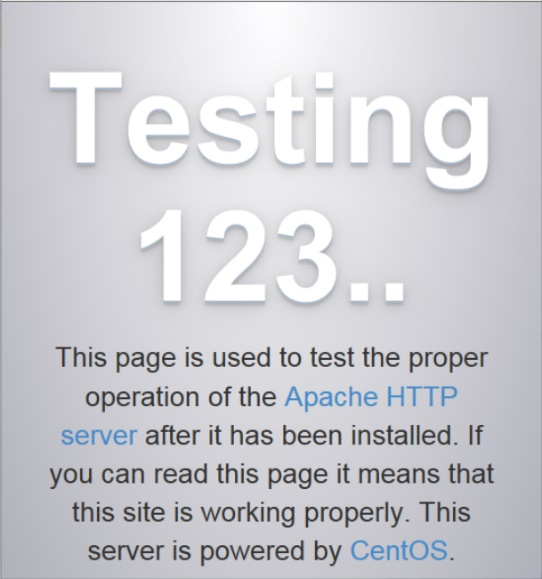 Testing
123..
This page is used to test the proper
operation of the Apache HTTP
server after it has been installed. If
you can read this page it means that
this site is working properly. This
server is powered by CentOS.